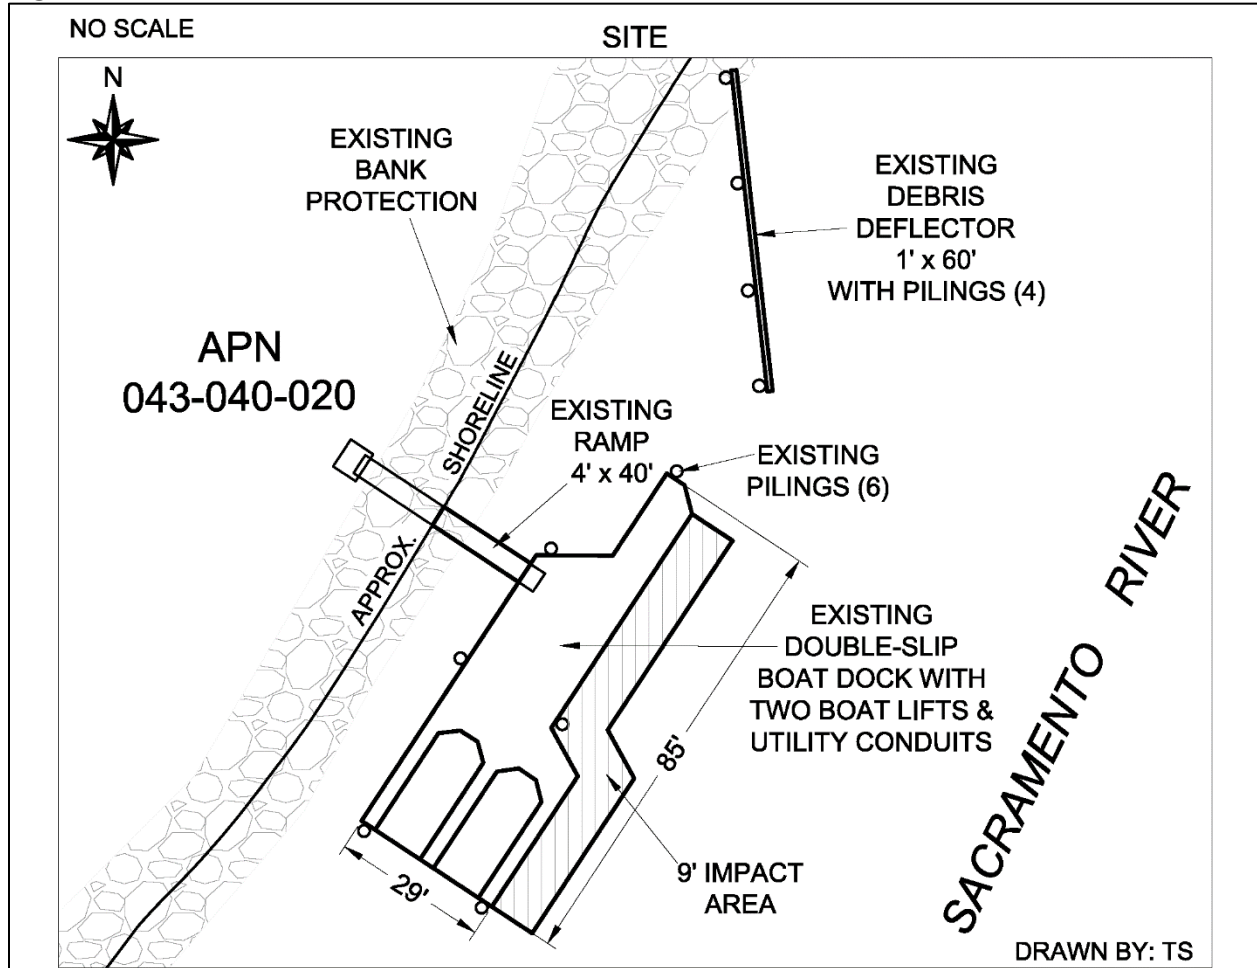 NO SCALE
SITE
N
EXISTING
BANK
PROTECTION
EXISTING
DEBRIS
DEFLECTOR
1' x 60'
WITH PILINGS (4)
APN
043-040-020
SHORELINE
APPROX.
EXISTING
RAMP
4' x 40'
EXISTING
PILINGS (6)
SACRAMENTO RIVER
EXISTING
DOUBLE-SLIP
BOAT DOCK WITH
TWO BOAT LIFTS &
UTILITY CONDUITS
85'
29'
9' IMPACT
AREA
DRAWN BY: TS